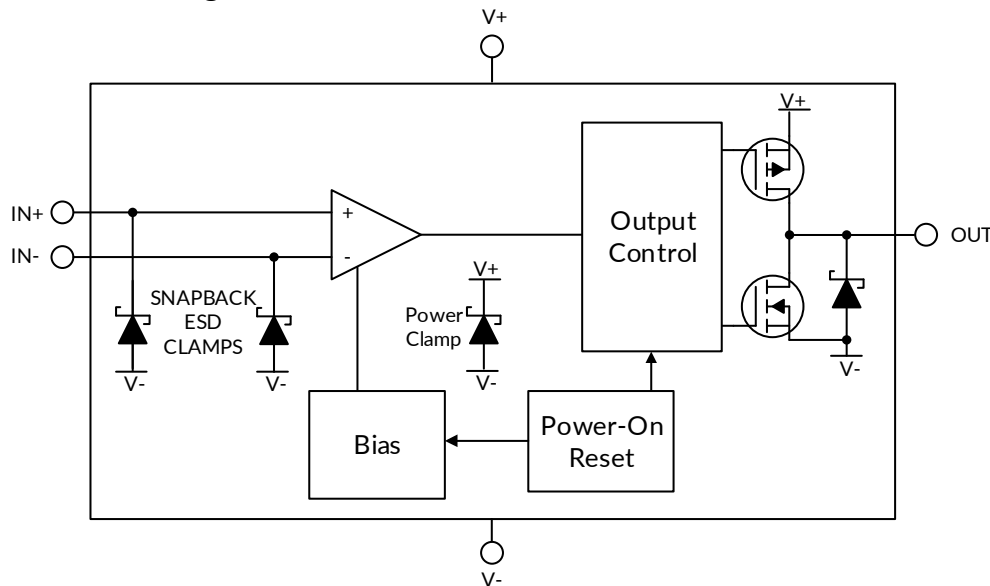 V+
V+
IN+
+
Output
Control
OUT
IN-
-
V+
SNAPBACK
ESD
CLAMPS
Power
Clamp
V-
V-
V-
V-
Bias
Power-On
Reset
V-